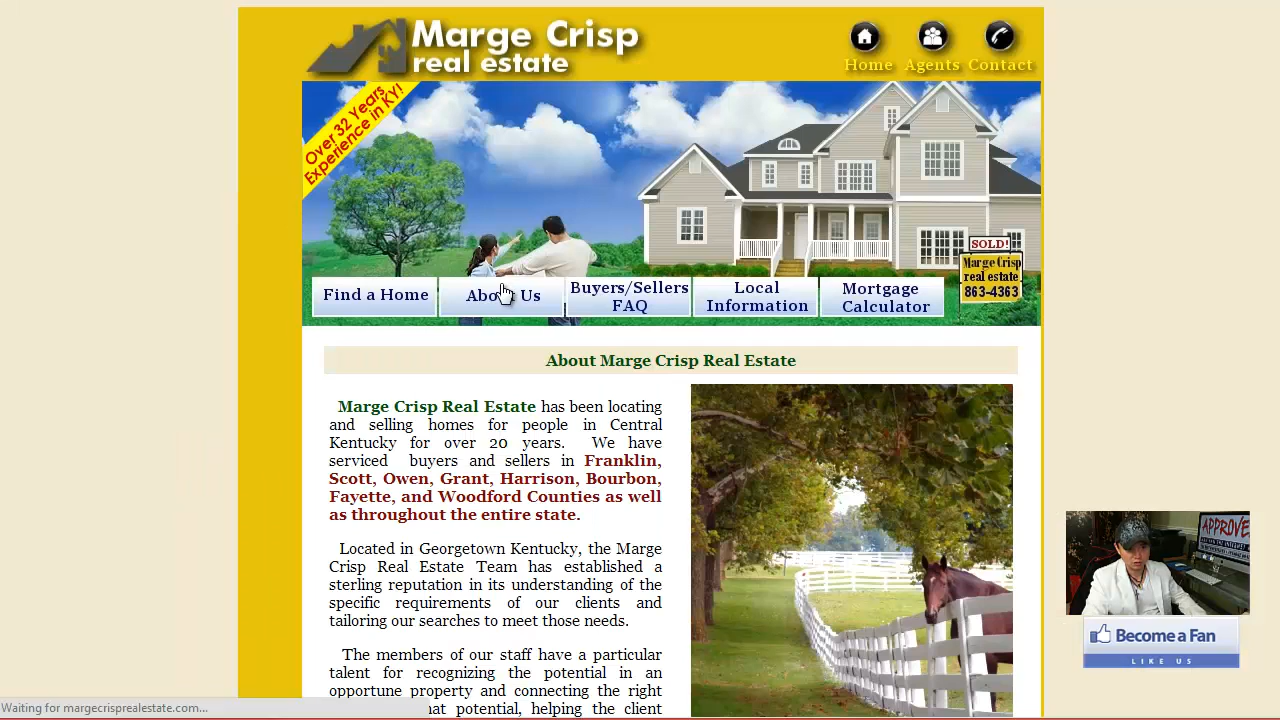 Marge Crisp
real estate
Home Agents Contact
Over 32 Years
Experience in KY!
SOLD!
Marge Crisp
real estate
863-4363
Find a Home
About Us
Buyers/Sellers
FAQ
Local
Information
Mortgage
Calculator
About Marge Crisp Real Estate
Marge Crisp Real Estate has been locating
and selling homes for people in Central
Kentucky for over 20 years. We have
serviced buyers and sellers in Franklin,
Scott, Owen, Grant, Harrison, Bourbon,
Fayette, and Woodford Counties as well
as throughout the entire state.
Located in Georgetown Kentucky, the Marge
Crisp Real Estate Team has established a
sterling reputation in its understanding of the
specific requirements of our clients and
tailoring our searches to meet those needs.
The members of our staff have a particular
talent for recognizing the potential in an
opportune property and connecting the right
potential, helping the client
APPROVE
Become a Fan
LIKE US
Waiting for margecrisprealestate.com...